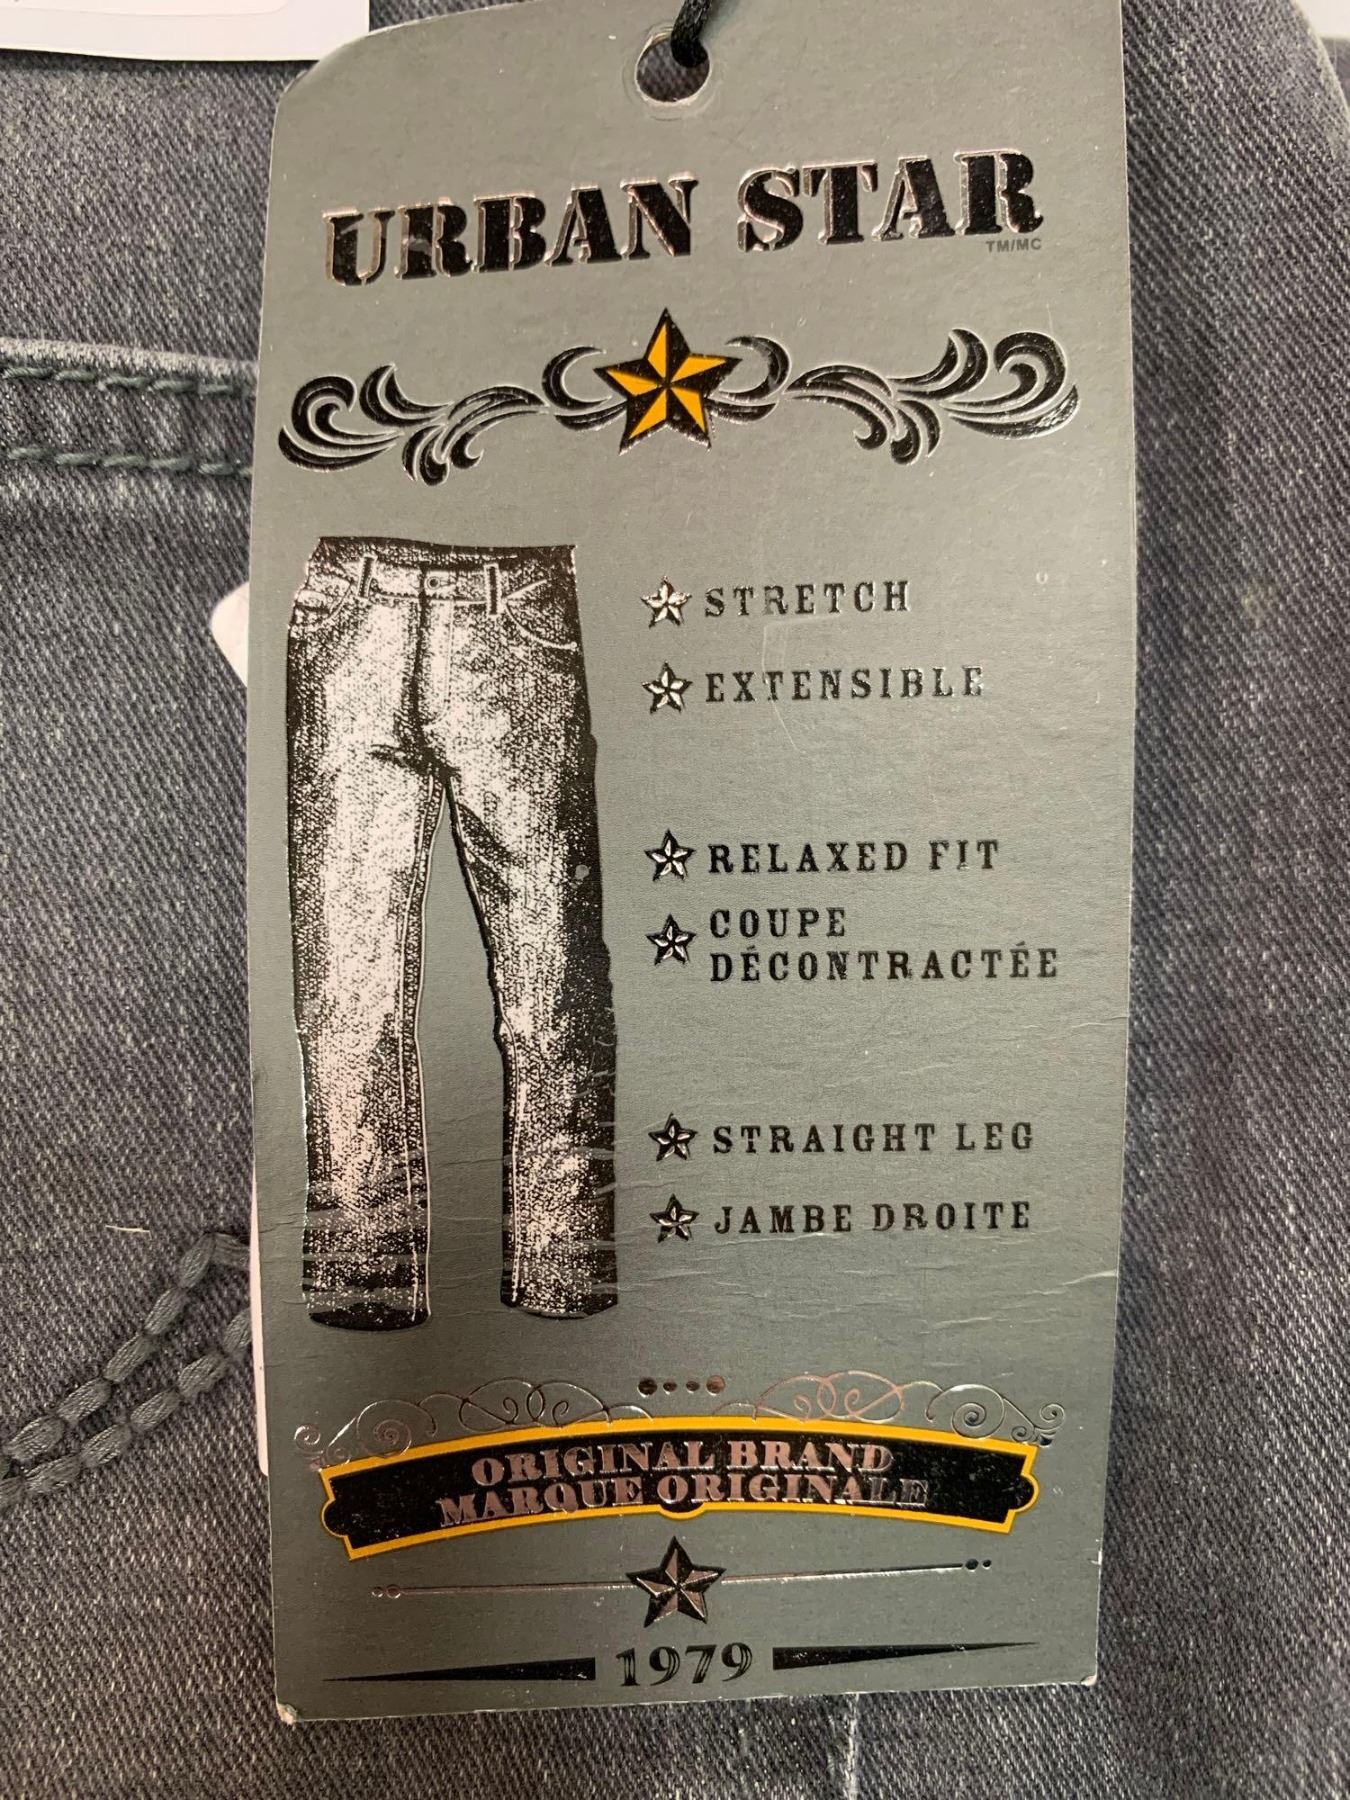 URBAN STAR
TM/MC
STRETCH
EXTENSIBLE
RELAXED FIT
COUPE
DÉCONTRACTÉE
STRAIGHT LEG
JAMBE DROITE
ORIGINAL BRAND
MARQUE ORIGINALE
1979